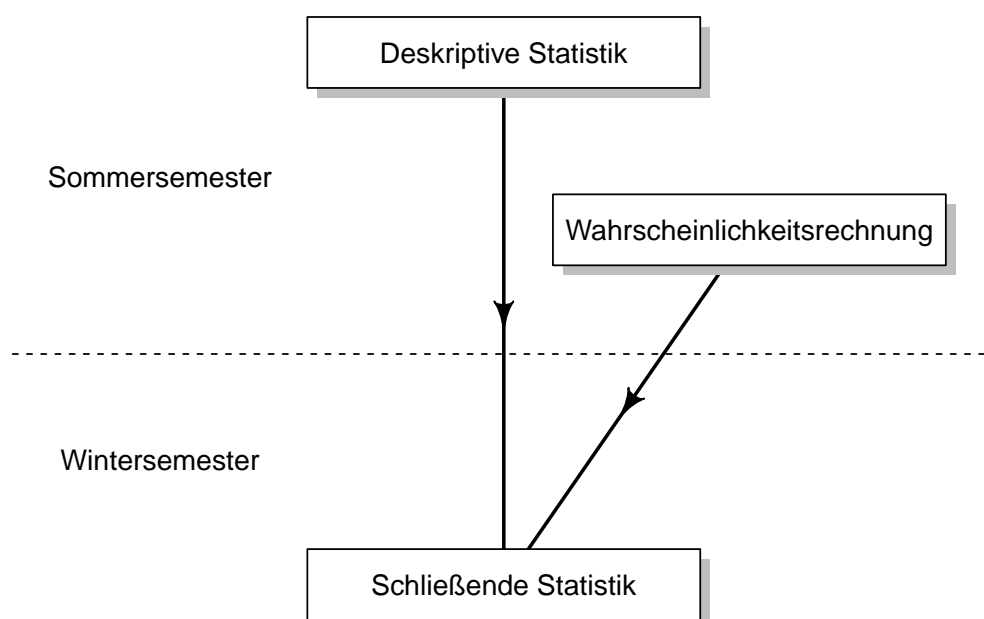 Deskriptive Statistik
Sommersemester
Wahrscheinlichkeitsrechnung
Wintersemester
Schließende Statistik